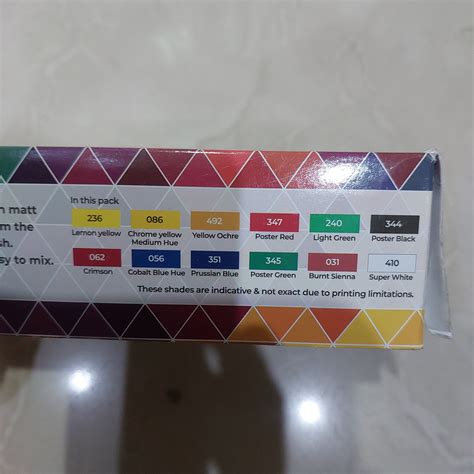 n matt
m the
sh.
sy to mix.
In this pack
236 086 492 347 240 344
Lemon yellow Chrome yellow Medium Hue Yellow Ochre Poster Red Light Green Poster Black
062 056 351 345 031 410
Crimson Cobalt Blue Hue Prussian Blue Poster Green Burnt Sienna Super White
These shades are indicative & not exact due to printing limitations.